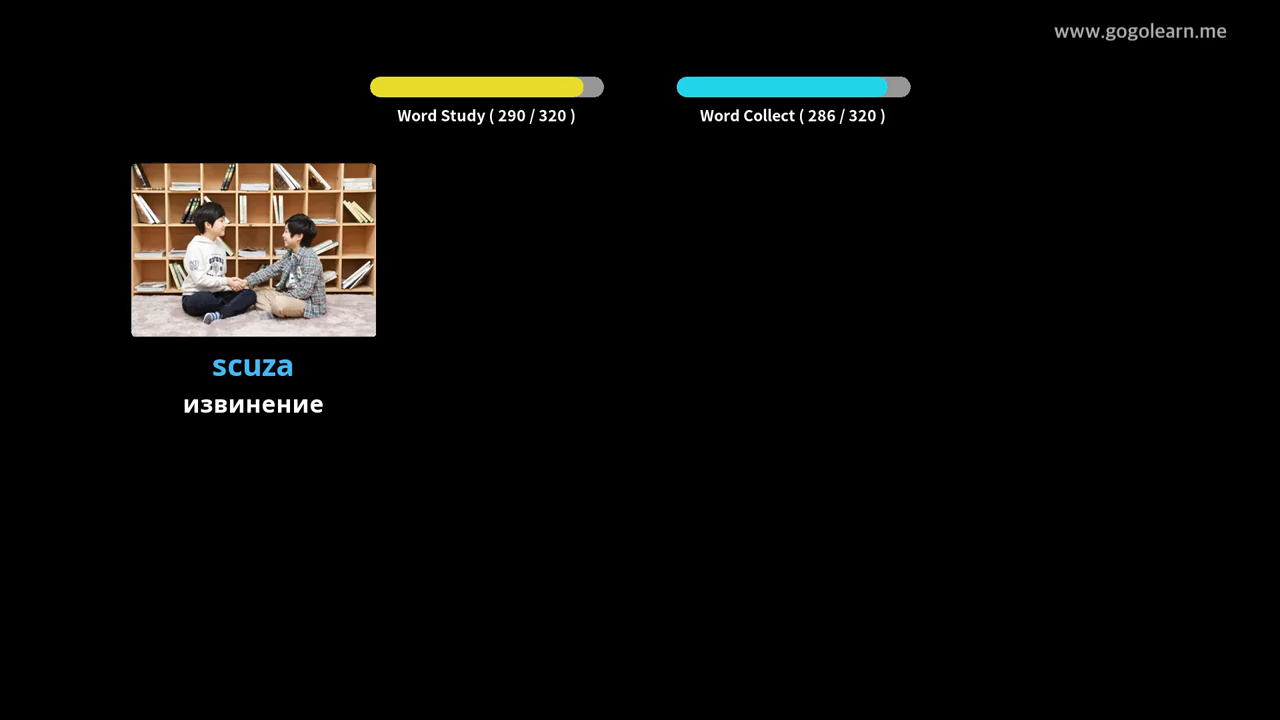 www.gogolearn.me
Word Study ( 290 / 320 )
Word Collect ( 286 / 320 )
scuza
извинение